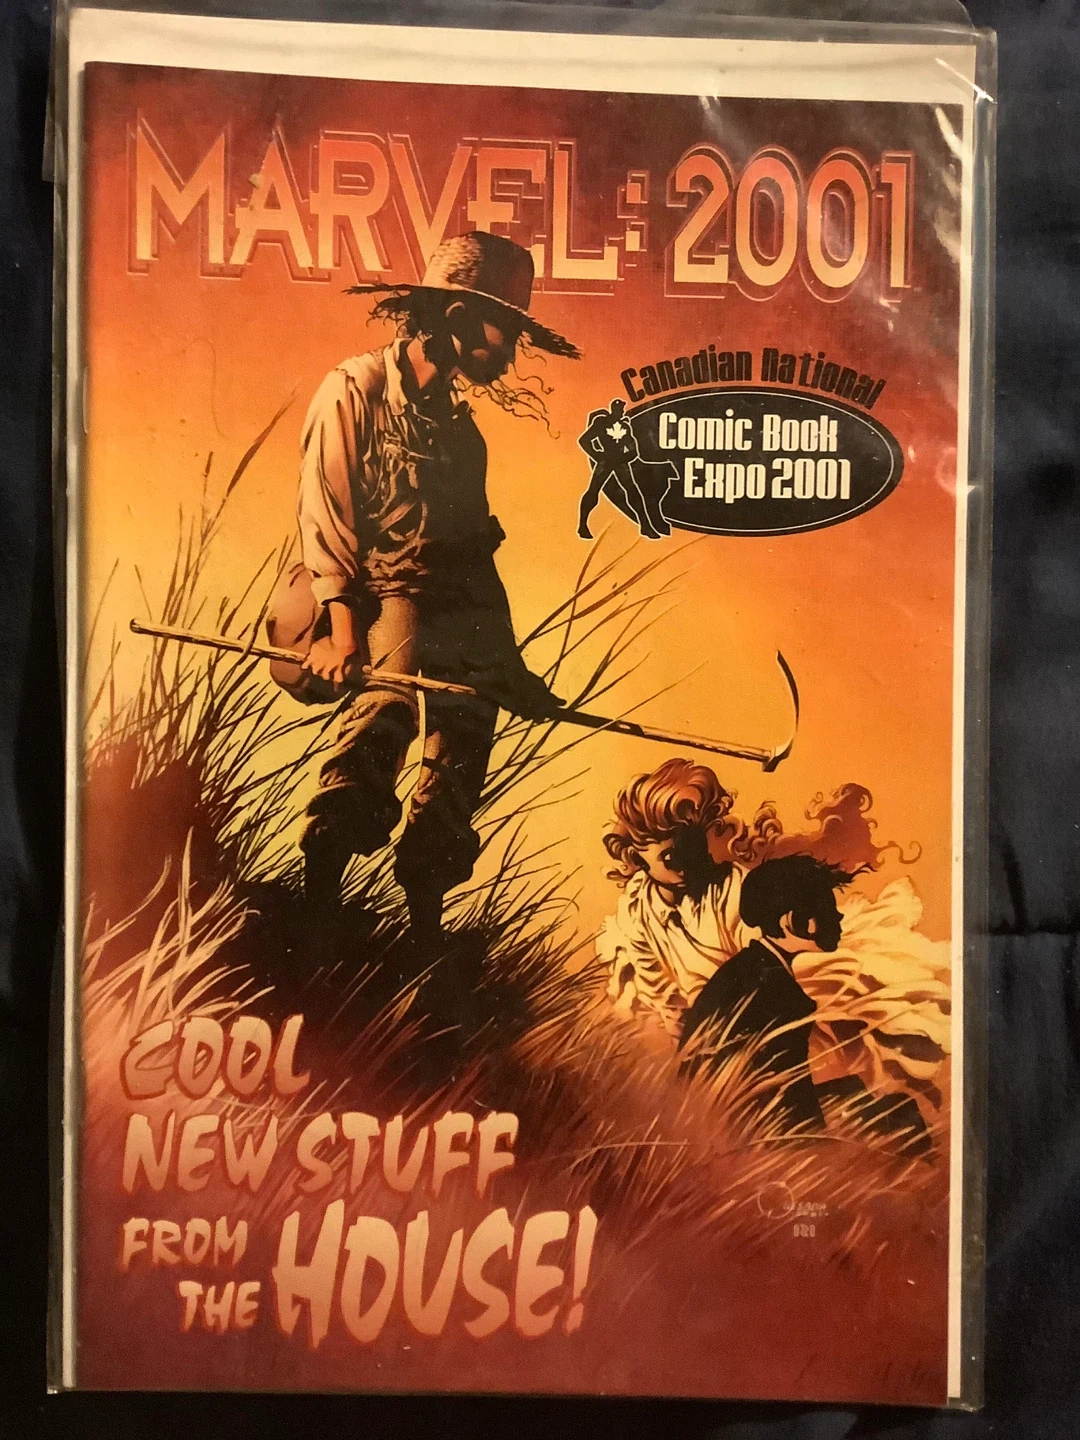 MARVEL: 2001
Canadian National
Comic Book
Expo 2001
COOL
NEW STUFF
FROM
THE HOUSE!